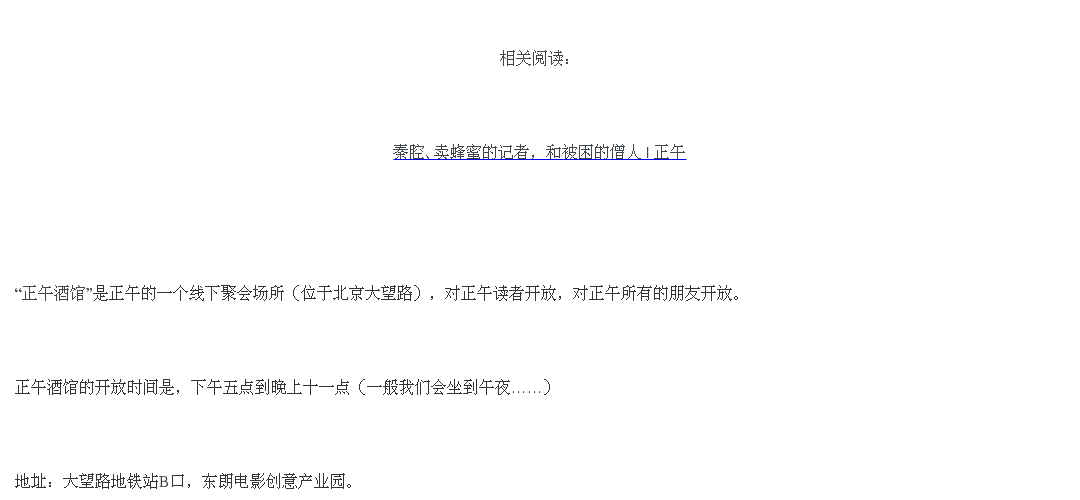 相关阅读：
秦腔、卖蜂蜜的记者，和被困的僧人 | 正午
“正午酒馆”是正午的一个线下聚会场所（位于北京大望路），对正午读者开放，对正午所有的朋友开放。
正午酒馆的开放时间是，下午五点到晚上十一点（一般我们会坐到午夜……）
地址：大望路地铁站B口，东朗电影创意产业园。